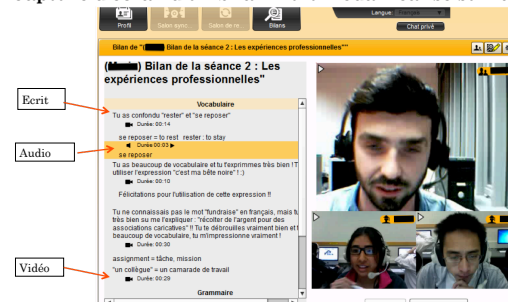 Langue: Français
Profil
Salon sync...
Salon de re...
Bilans
Chat privé
Bilan de la séance 2 : Les expériences professionnelles"
Bilan de la séance 2 : Les
expériences professionnelles"
Vocabulaire
Ecrit
Tu as confondu "rester" et "se reposer"
Durée: 00:14
se reposer = to rest rester : to stay
Audio
Durée: 00:03
se reposer
Tu as beaucoup de vocabulaire et tu t'exprimmes très bien ! T
utiliser l'expression "c'est ma bête noire" ! :)
Durée: 00:10
Félicitations pour l'utilisation de cette expression !!
Tu ne connaissais pas le mot "fundraise" en français, mais tu
très bien su me l'expliquer : "récolter de l'argent pour des
associations caricatives" !! Tu te débrouilles vraiment bien et t
beaucoup de vocabulaire, tu m'impressionne vraiment !
Durée: 00:30
assignment = tâche, mission
Vidéo
"un collègue" = un camarade de travail
Durée: 00:29
Grammaire